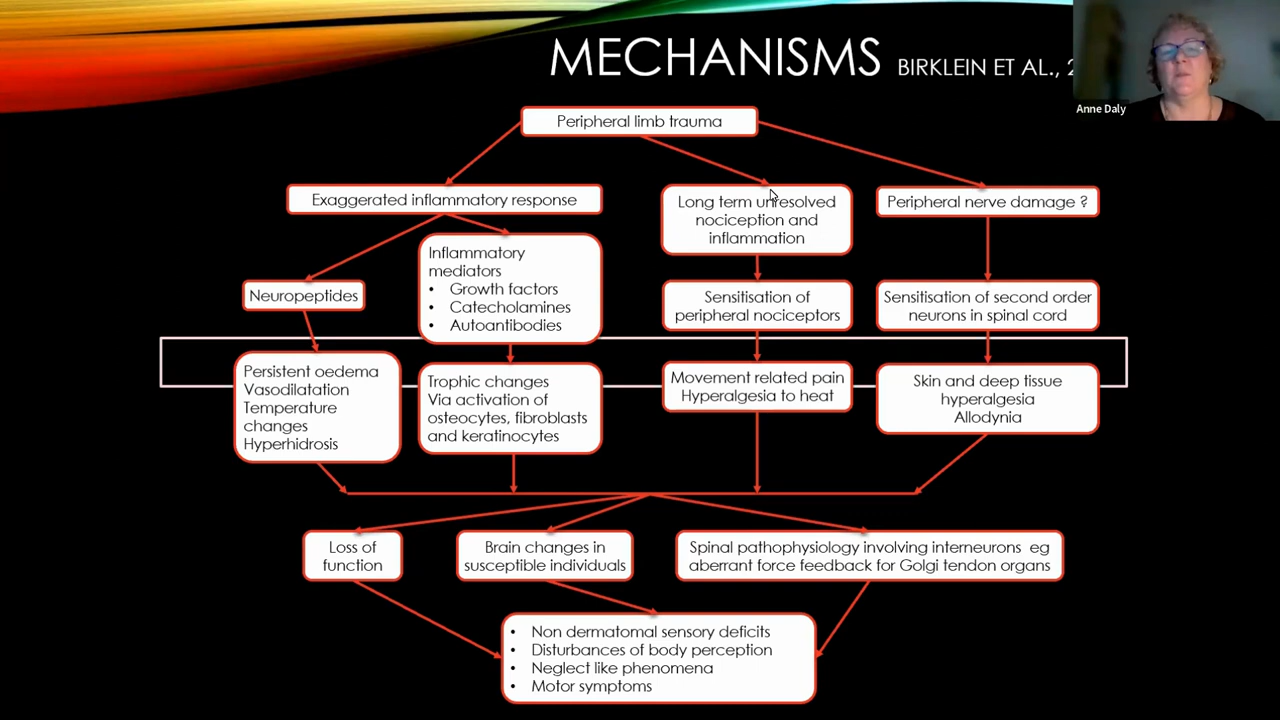 MECHANISMS BIRKLEIN ET AL.,
Anne Daly
Peripheral limb trauma
Exaggerated inflammatory response
Long term unresolved
nociception and
inflammation
Peripheral nerve damage ?
Neuropeptides
Inflammatory
mediators
• Growth factors
• Catecholamines
• Autoantibodies
Sensitisation of
peripheral nociceptors
Sensitisation of second order
neurons in spinal cord
Persistent oedema
Vasodilatation
Temperature
changes
Hyperhidrosis
Trophic changes
Via activation of
osteocytes, fibroblasts
and keratinocytes
Movement related pain
Hyperalgesia to heat
Skin and deep tissue
hyperalgesia
Allodynia
Loss of
function
Brain changes in
susceptible individuals
Spinal pathophysiology involving interneurons eg
aberrant force feedback for Golgi tendon organs
• Non dermatomal sensory deficits
• Disturbances of body perception
• Neglect like phenomena
• Motor symptoms